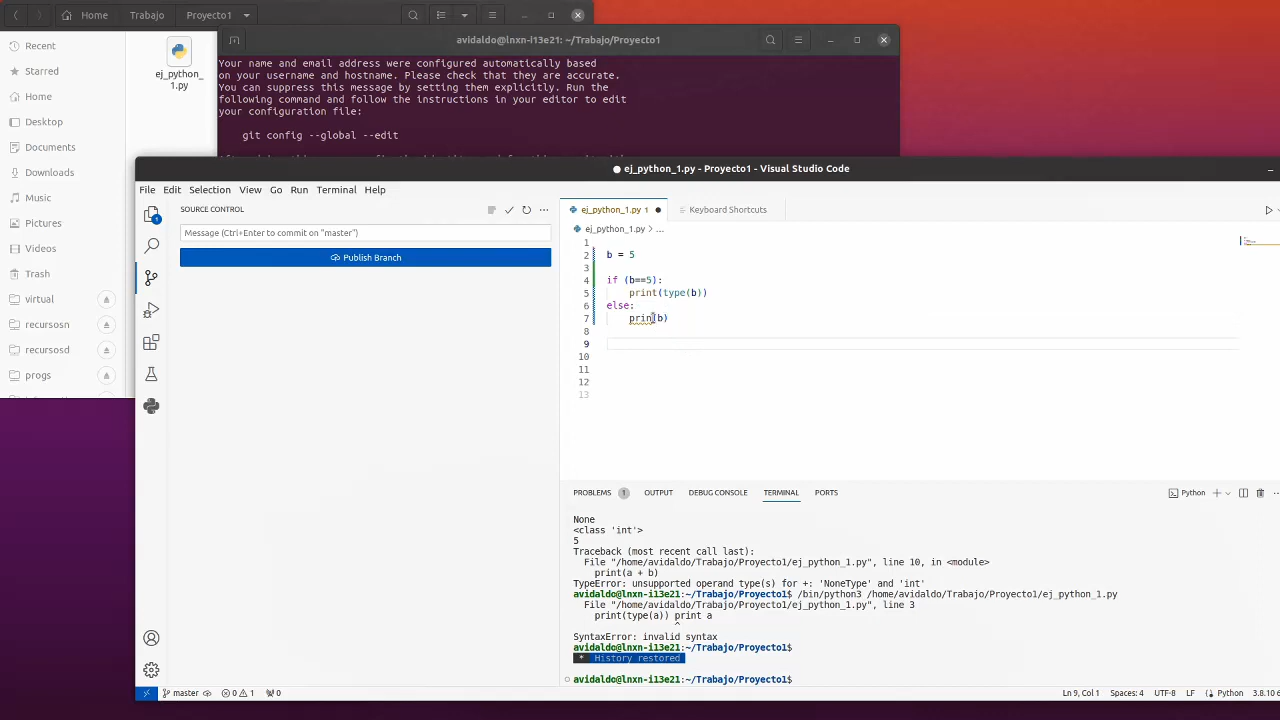 Home Trabajo Proyecto1
Recent
Starred
Home
Desktop
Documents
Downloads
Music
Pictures
Videos
Trash
virtual
recursosn
recursosd
progs
ej_python_
1.py
avidaldo@lnxn-i13e21: ~/Trabajo/Proyecto1
Your name and email address were configured automatically based
on your username and hostname. Please check that they are accurate.
You can suppress this message by setting them explicitly. Run the
following command and follow the instructions in your editor to edit
your configuration file:
git config --global --edit
ej_python_1.py - Proyecto1 - Visual Studio Code
File Edit Selection View Go Run Terminal Help
SOURCE CONTROL
Message (Ctrl+Enter to commit on "master")
Publish Branch
1
ej_python_1.py 1 Keyboard Shortcuts
ej_python_1.py > ...
1
2 b = 5
3
4 if (b==5):
5 print(type(b))
6 else:
7 prin(b)
8
9
10
11
12
13
PROBLEMS 1 OUTPUT DEBUG CONSOLE TERMINAL PORTS
Python
None
<class 'int'>
5
Traceback (most recent call last):
File "/home/avidaldo/Trabajo/Proyecto1/ej_python_1.py", line 10, in <module>
print(a + b)
TypeError: unsupported operand type(s) for +: 'NoneType' and 'int'
avidaldo@lnxn-i13e21:~/Trabajo/Proyecto1$ /bin/python3 /home/avidaldo/Trabajo/Proyecto1/ej_python_1.py
File "/home/avidaldo/Trabajo/Proyecto1/ej_python_1.py", line 3
print(type(a)) print a
^
SyntaxError: invalid syntax
avidaldo@lnxn-i13e21:~/Trabajo/Proyecto1$
* History restored
avidaldo@lnxn-i13e21:~/Trabajo/Proyecto1$
master 0 1 0
Ln 9, Col 1 Spaces: 4 UTF-8 LF Python 3.8.10 6